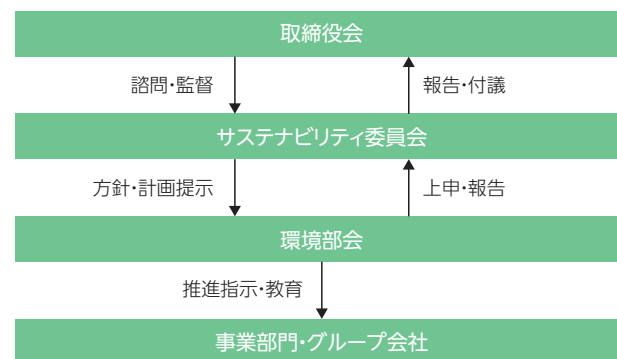 取締役会
諮問・監督
報告・付議
サステナビリティ委員会
方針・計画提示
上申・報告
環境部会
推進指示・教育
事業部門・グループ会社